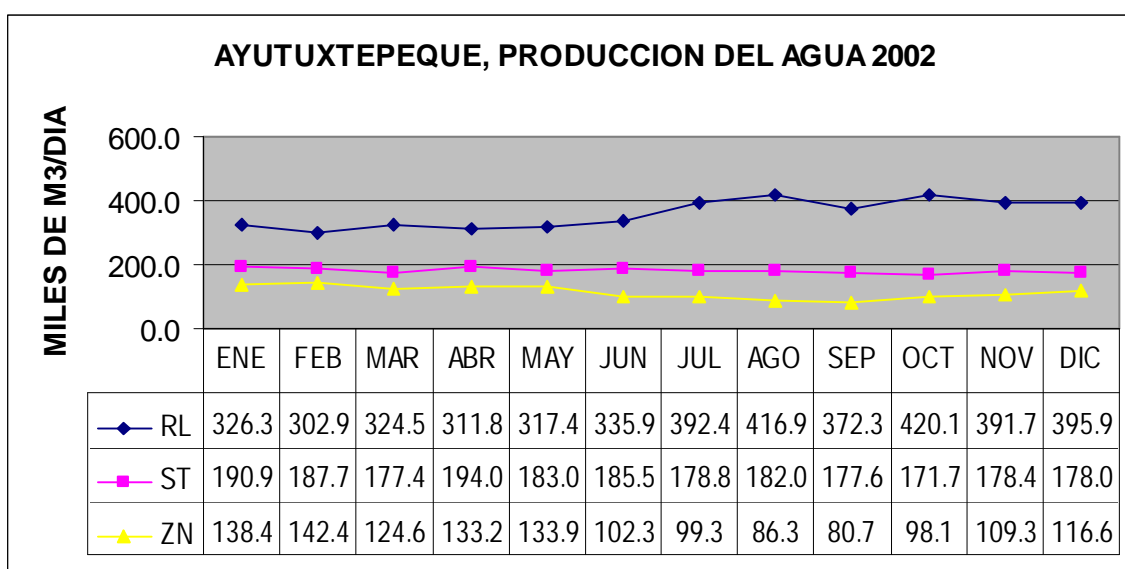 AYUTUXTEPEQUE, PRODUCCION DEL AGUA 2002
MILES DE M3/DIA
600.0
400.0
200.0
0.0
ENE FEB MAR ABR MAY JUN JUL AGO SEP OCT NOV DIC
RL 326.3 302.9 324.5 311.8 317.4 335.9 392.4 416.9 372.3 420.1 391.7 395.9
ST 190.9 187.7 177.4 194.0 183.0 185.5 178.8 182.0 177.6 171.7 178.4 178.0
ZN 138.4 142.4 124.6 133.2 133.9 102.3 99.3 86.3 80.7 98.1 109.3 116.6